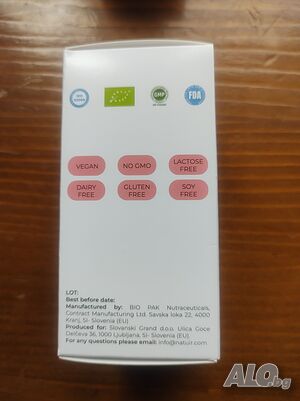 FDA
GMP
VEGAN
NO GMO
LACTOSE
FREE
DAIRY
FREE
GLUTEN
FREE
SOY
FREE
LOT:
Best before date:
Manufactured by: BIO PAK Nutraceuticals,
Contract Manufacturing Ltd. Savska loka 22, 4000
Kranj, SI- Slovenia (EU)
Produced for: Slovanski Grand d.o.o, Ulica Goce
Delčeva 36, 1000 Ljubljana, SI- Slovenia (EU)
For any questions please email: info@natuir.com
ALO.bg